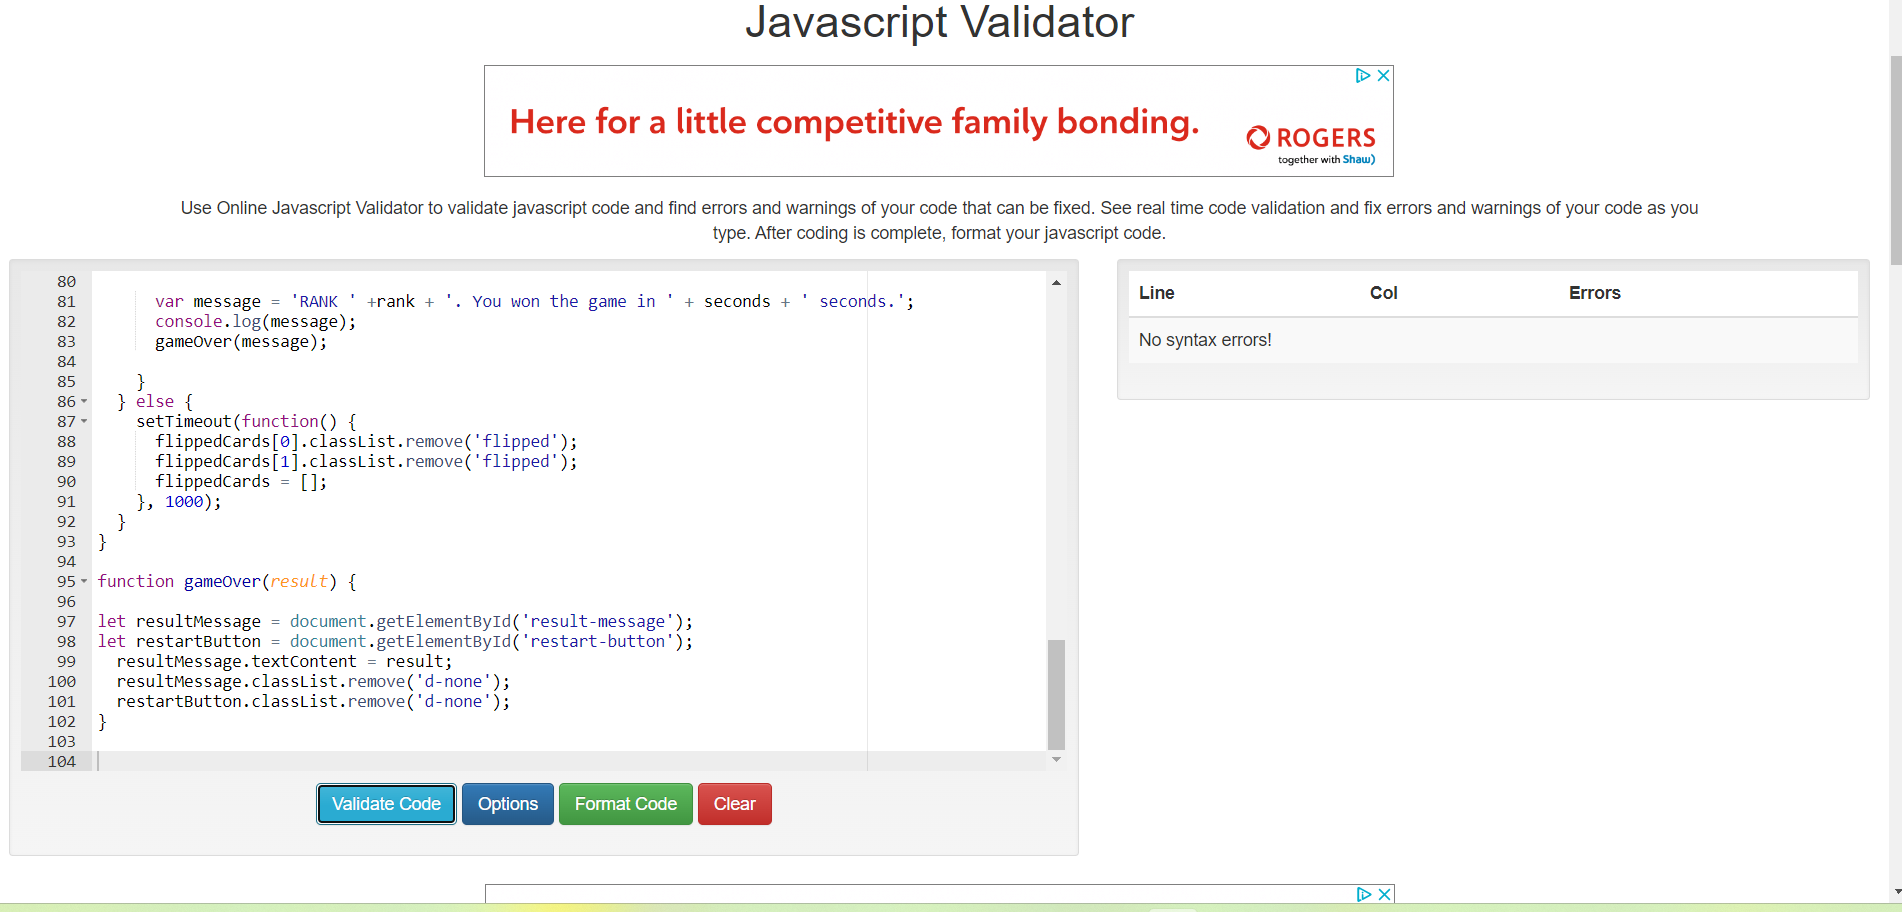 Javascript Validator
Here for a little competitive family bonding.
ROGERS
together with Shaw)
Use Online Javascript Validator to validate javascript code and find errors and warnings of your code that can be fixed. See real time code validation and fix errors and warnings of your code as you
type. After coding is complete, format your javascript code.
80
81 var message = 'RANK ' +rank + '. You won the game in ' + seconds + ' seconds.';
82 console.log(message);
83 gameOver(message);
84
85 }
86 } else {
87 setTimeout(function() {
88 flippedCards[0].classList.remove('flipped');
89 flippedCards[1].classList.remove('flipped');
90 flippedCards = [];
91 }, 1000);
92 }
93 }
94
95 function gameOver(result) {
96
97 let resultMessage = document.getElementById('result-message');
98 let restartButton = document.getElementById('restart-button');
99 resultMessage.textContent = result;
100 resultMessage.classList.remove('d-none');
101 restartButton.classList.remove('d-none');
102 }
103
104
Validate Code Options Format Code Clear
Line Col Errors
No syntax errors!